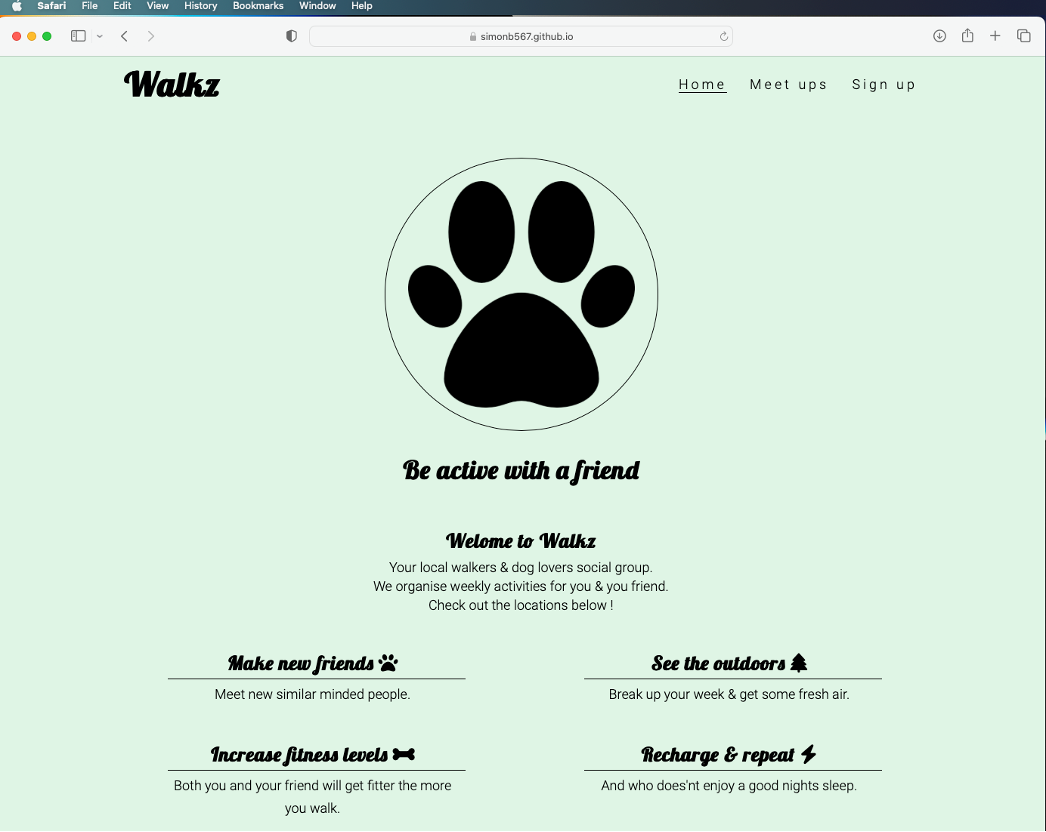 Safari File Edit View History Bookmarks Window Help
simonb567.github.io
Walkz
Home Meet ups Sign up
Be active with a friend
Welome to Walkz
Your local walkers & dog lovers social group.
We organise weekly activities for you & you friend.
Check out the locations below !
Make new friends
Meet new similar minded people.
See the outdoors
Break up your week & get some fresh air.
Increase fitness levels
Both you and your friend will get fitter the more
you walk.
Recharge & repeat
And who does'nt enjoy a good nights sleep.